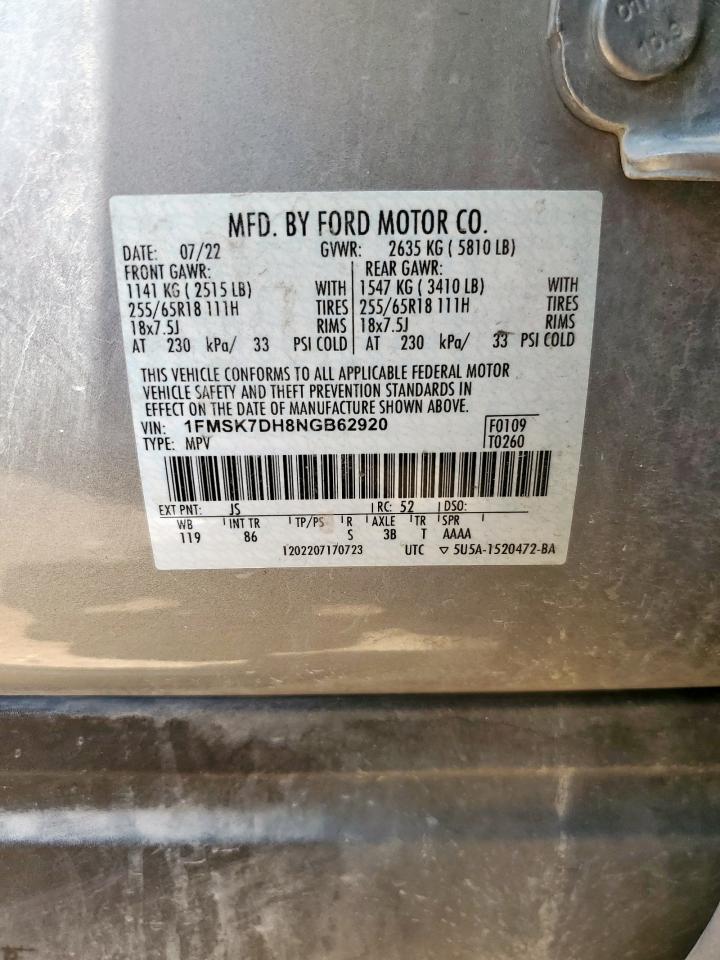 MFD. BY FORD MOTOR CO.
DATE: 07/22 GVWR: 2635 KG ( 5810 LB)
FRONT GAWR: REAR GAWR:
1141 KG ( 2515 LB) WITH 1547 KG ( 3410 LB) WITH
255/65R18 111H TIRES 255/65R18 111H TIRES
18x7.5J RIMS 18x7.5J RIMS
AT 230 kPa/ 33 PSI COLD AT 230 kPa/ 33 PSI COLD
THIS VEHICLE CONFORMS TO ALL APPLICABLE FEDERAL MOTOR
VEHICLE SAFETY AND THEFT PREVENTION STANDARDS IN
EFFECT ON THE DATE OF MANUFACTURE SHOWN ABOVE.
VIN: 1FMSK7DH8NGB62920 F0109
TYPE: MPV T0260
EXT PNT: JS RC: 52 DSO:
WB INT TR TP/PS R AXLE TR SPR
119 86 S 3B T AAAA
1202207170723 UTC ▽ 5U5A-1520472-BA